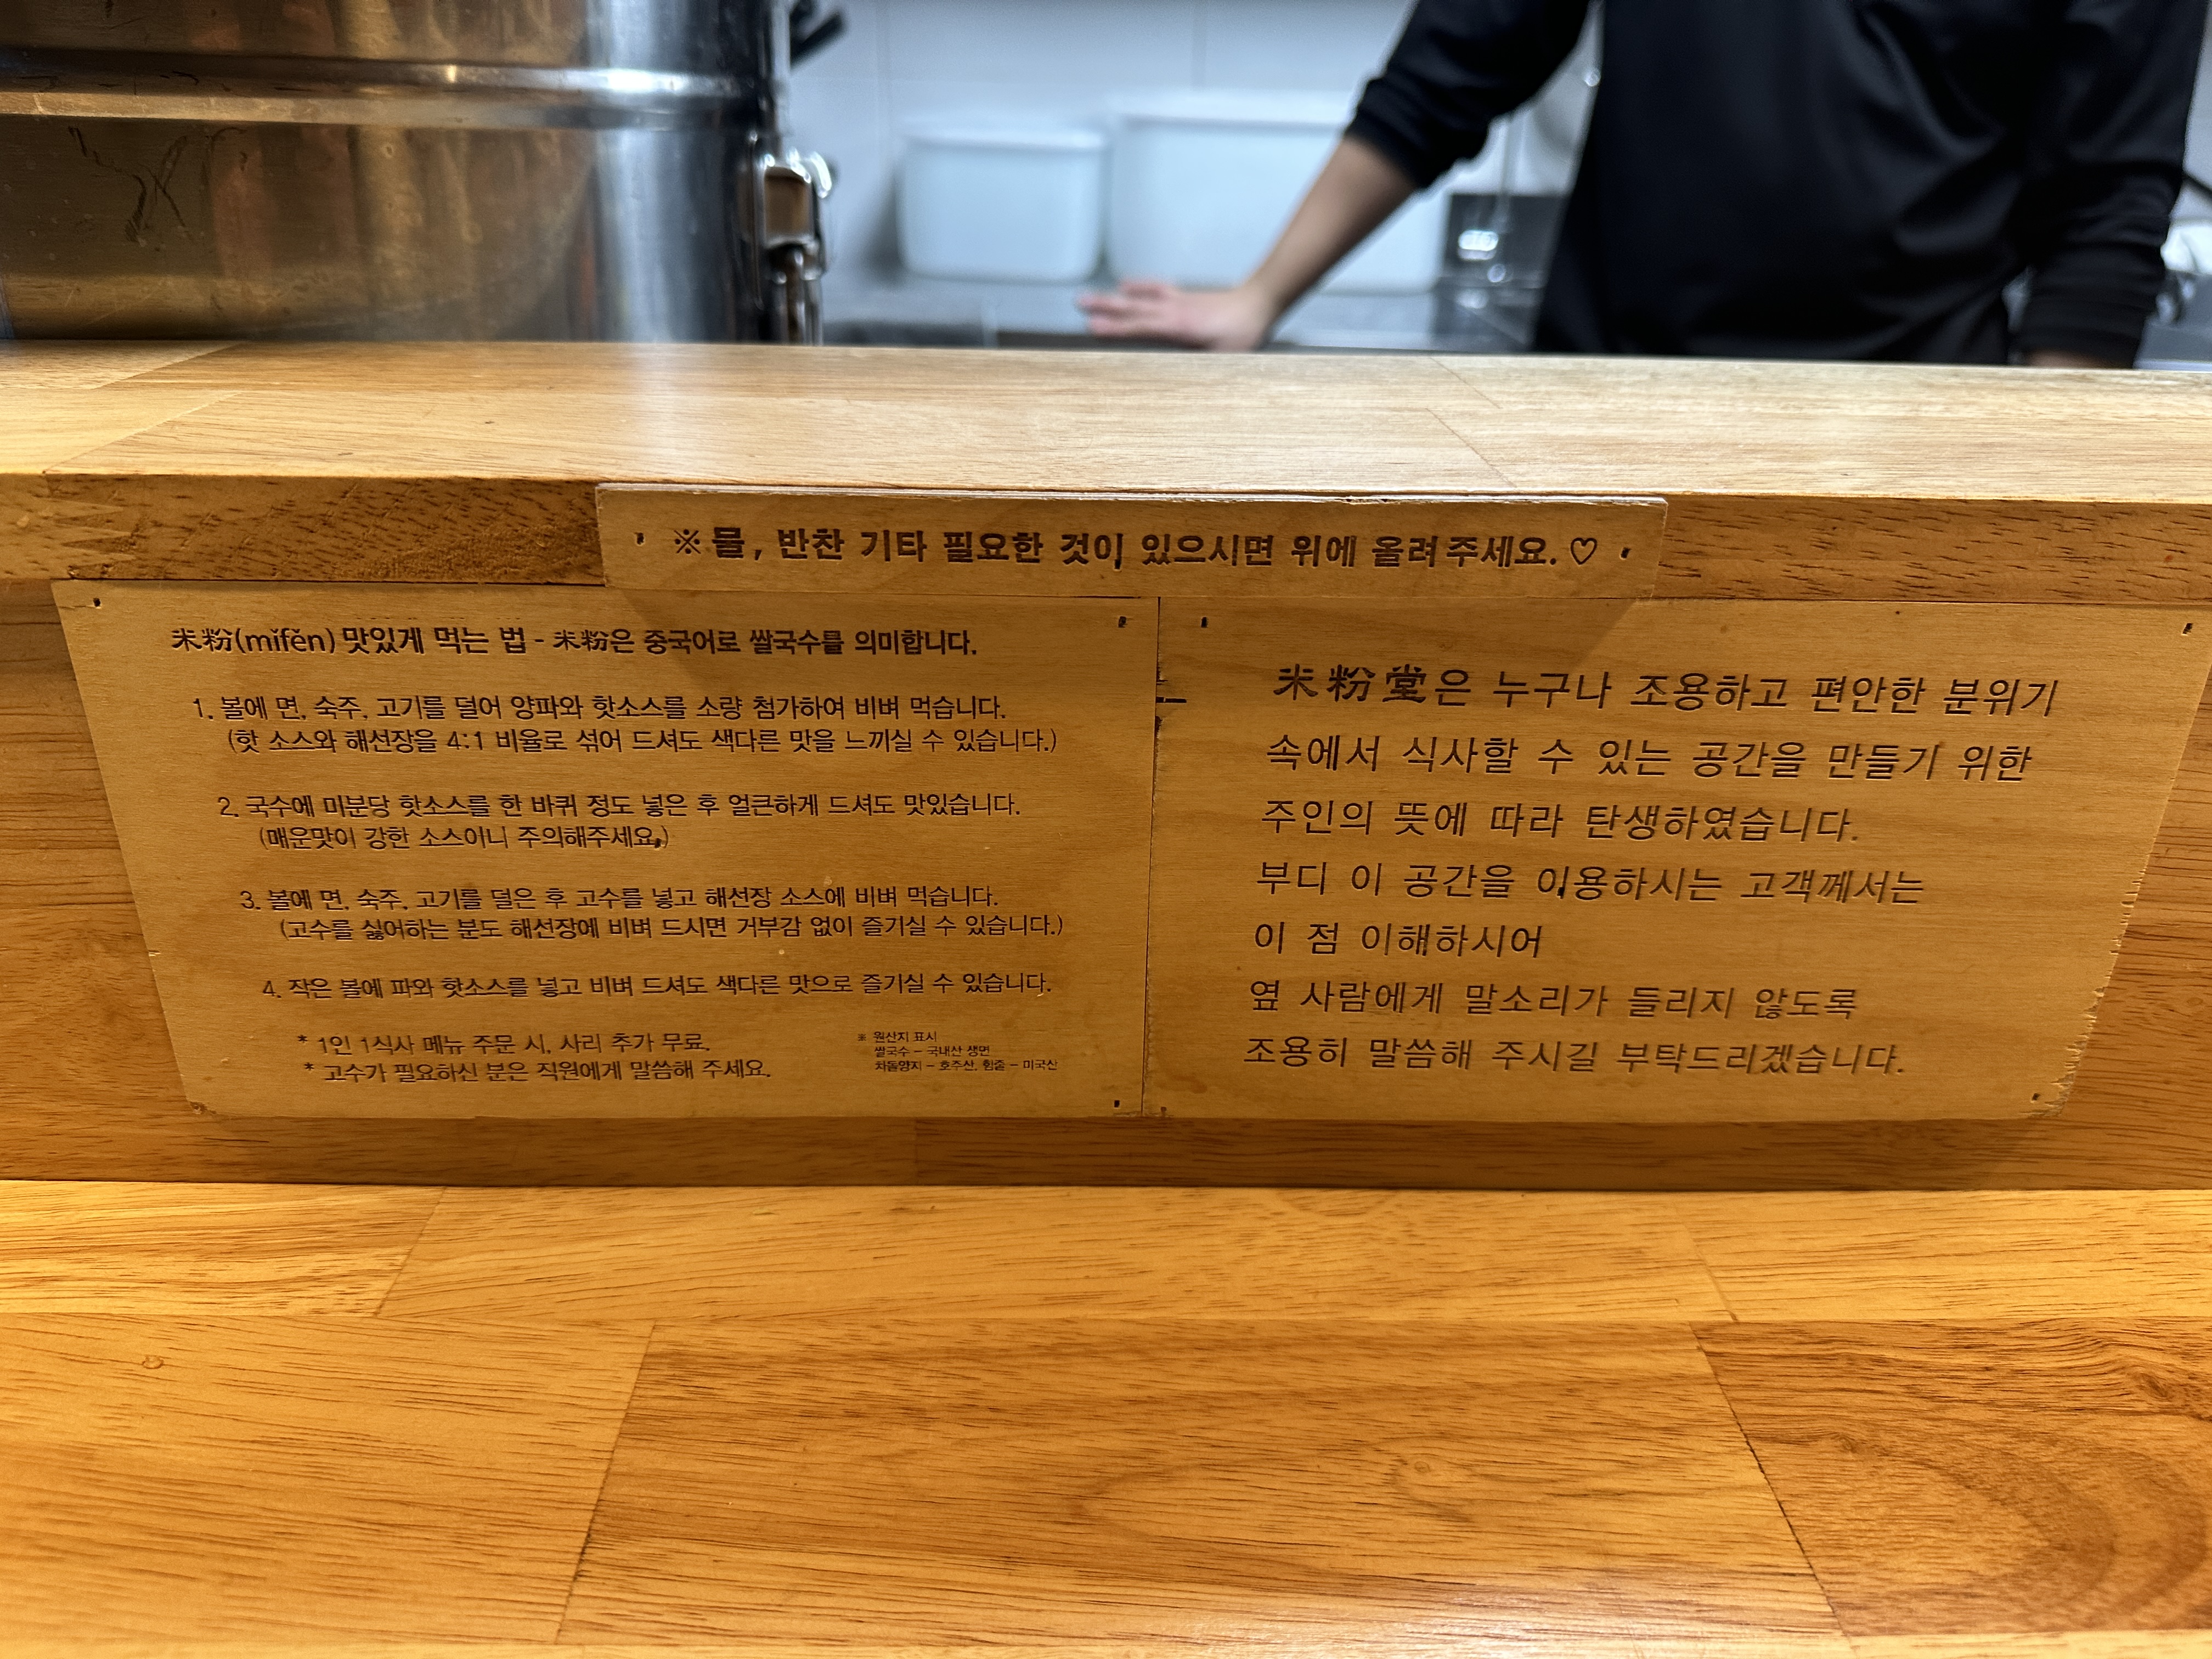 ※물, 반찬 기타 필요한 것이 있으시면 위에 올려주세요.♡
米粉(mǐfěn) 맛있게 먹는 법 - 米粉은 중국어로 쌀국수를 의미합니다.
1. 볼에 면, 숙주, 고기를 덜어 양파와 핫소스를 소량 첨가하여 비벼 먹습니다.
(핫 소스와 해선장을 4:1 비율로 섞어 드셔도 색다른 맛을 느끼실 수 있습니다.)
2. 국수에 미분당 핫소스를 한 바퀴 정도 넣은 후 얼큰하게 드셔도 맛있습니다.
(매운맛이 강한 소스이니 주의해주세요.)
3. 볼에 면, 숙주, 고기를 덜은 후 고수를 넣고 해선장 소스에 비벼 먹습니다.
(고수를 싫어하는 분도 해선장에 비벼 드시면 거부감 없이 즐기실 수 있습니다.)
4. 작은 볼에 파와 핫소스를 넣고 비벼 드셔도 색다른 맛으로 즐기실 수 있습니다.
* 1인 1식사 메뉴 주문 시, 사리 추가 무료.
* 고수가 필요하신 분은 직원에게 말씀해 주세요.
※ 원산지 표시
쌀국수 - 국내산 생면
차돌양지 - 호주산, 힘줄 - 미국산
米粉堂은 누구나 조용하고 편안한 분위기
속에서 식사할 수 있는 공간을 만들기 위한
주인의 뜻에 따라 탄생하였습니다.
부디 이 공간을 이용하시는 고객께서는
이 점 이해하시어
옆 사람에게 말소리가 들리지 않도록
조용히 말씀해 주시길 부탁드리겠습니다.